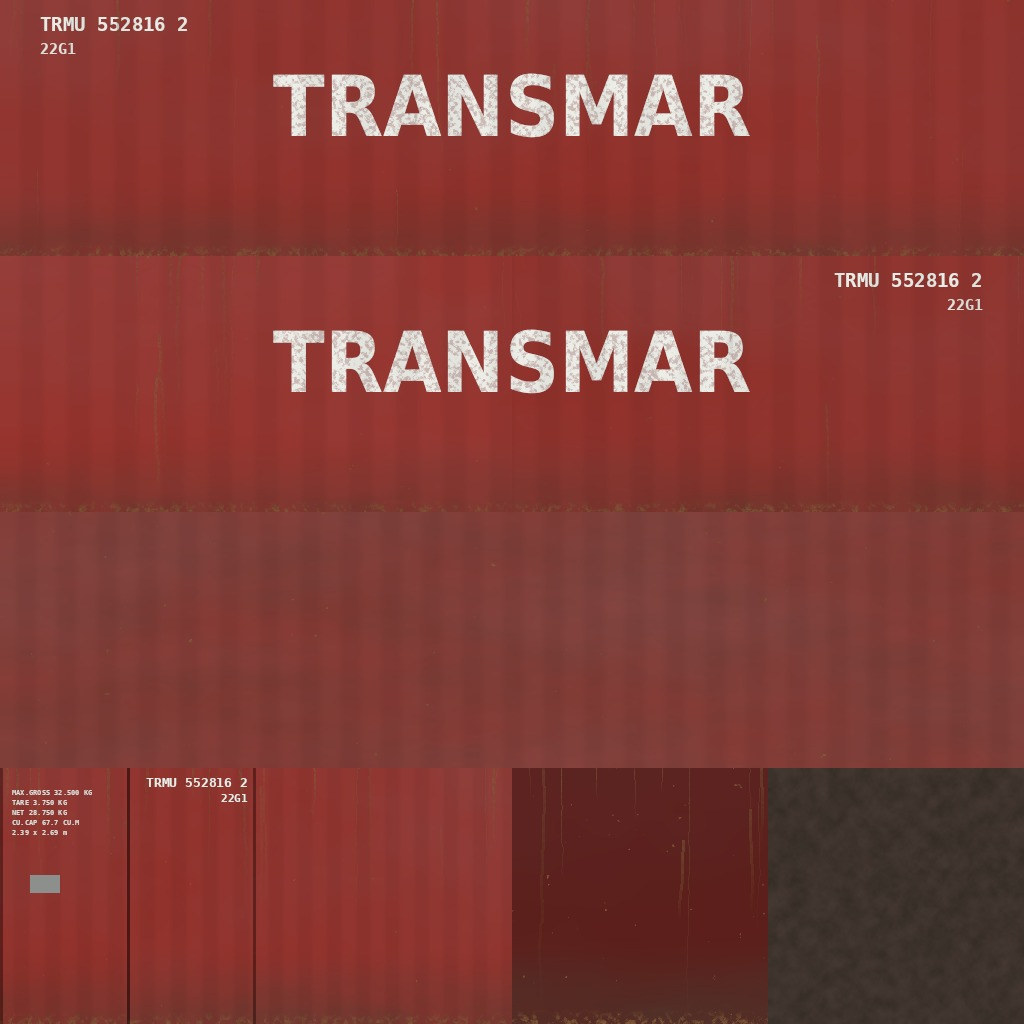 TRMU 552816 2
22G1
TRANSMAR
TRMU 552816 2
22G1
TRANSMAR
MAX.GROSS 32.500 KG
TARE 3.750 KG
NET 28.750 KG
CU.CAP 67.7 CU.M
2.39 x 2.69 m
TRMU 552816 2
22G1